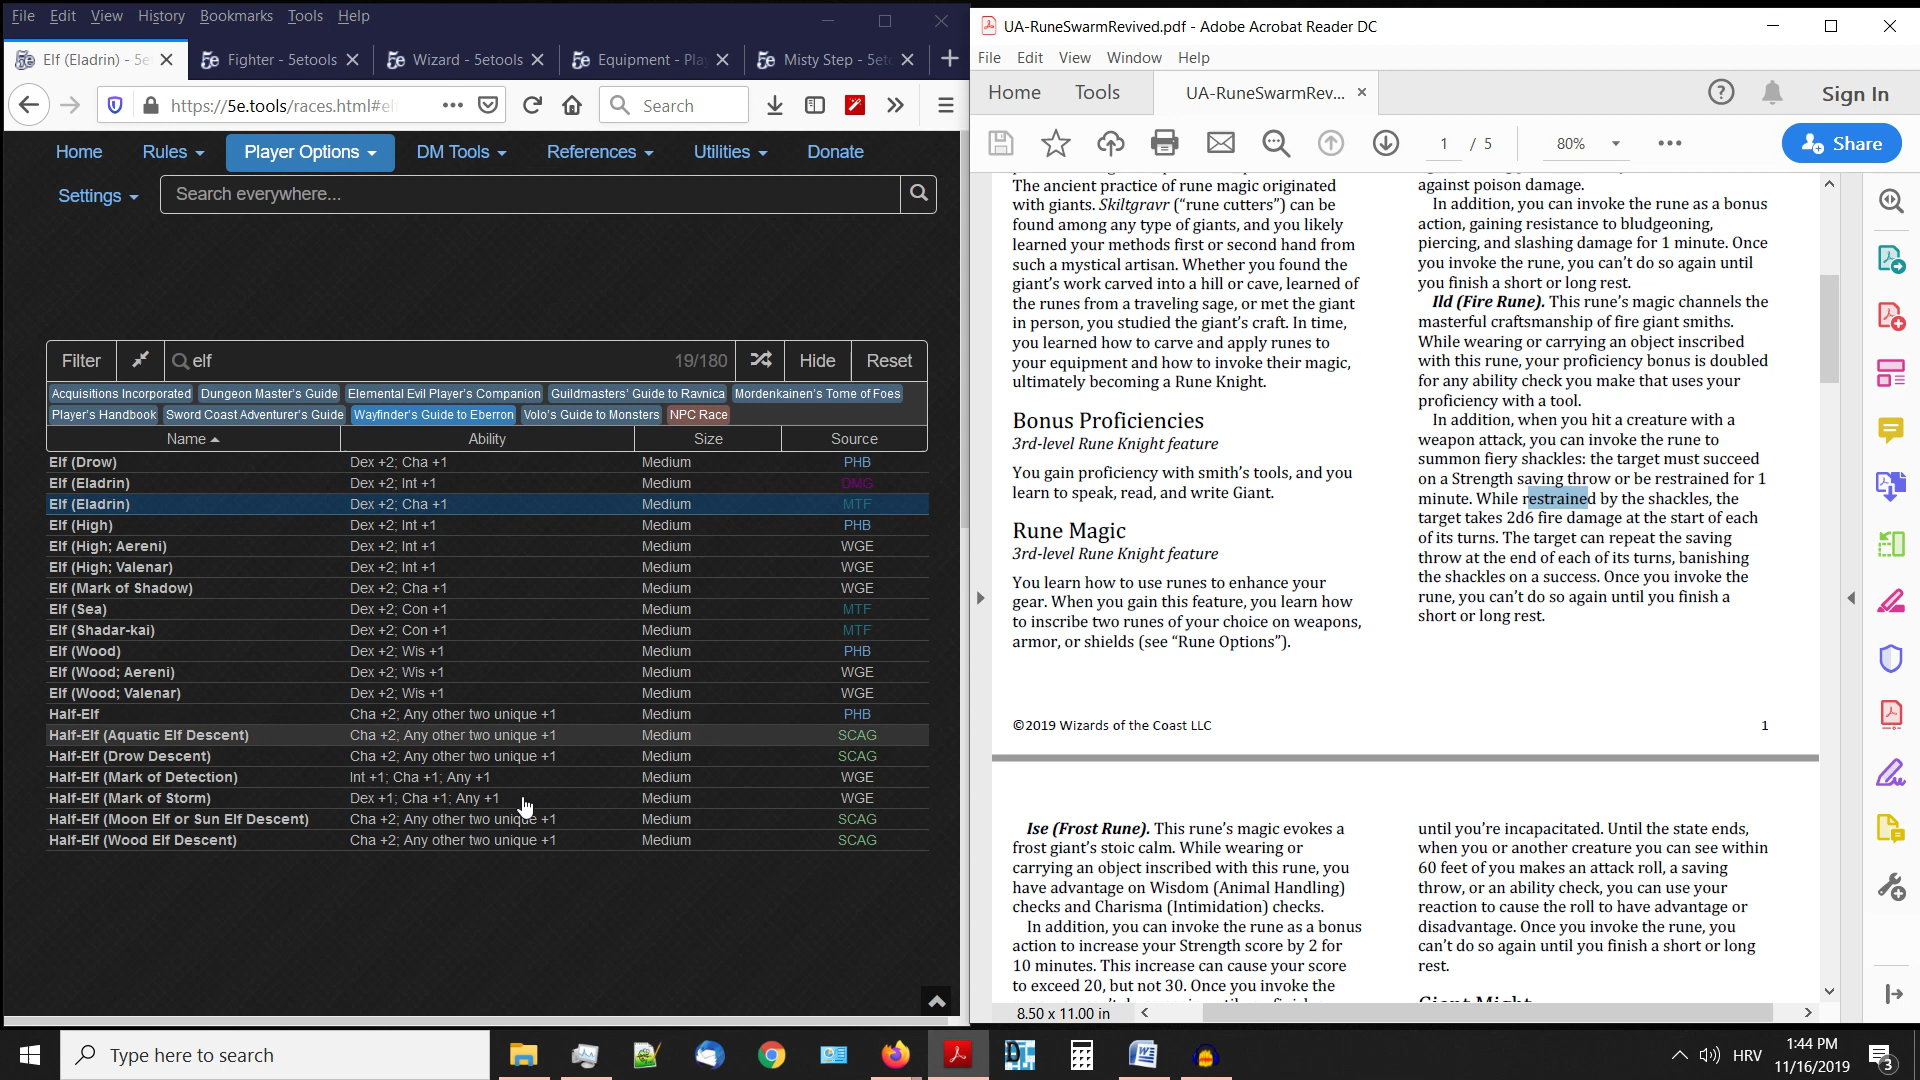 File Edit View History Bookmarks Tools Help
Elf (Eladrin) - 5e
Fighter - 5etools
Wizard - 5etools
Equipment - Pla
Misty Step - 5et
https://5e.tools/races.html#el
Search
Home Rules Player Options DM Tools References Utilities Donate
Settings Search everywhere...
Filter elf 19/180 Hide Reset
Acquisitions Incorporated Dungeon Master's Guide Elemental Evil Player's Companion Guildmasters' Guide to Ravnica Mordenkainen's Tome of Foes
Player's Handbook Sword Coast Adventurer's Guide Wayfinder's Guide to Eberron Volo's Guide to Monsters NPC Race
Name Ability Size Source
Elf (Drow) Dex +2; Cha +1 Medium PHB
Elf (Eladrin) Dex +2; Int +1 Medium DMG
Elf (Eladrin) Dex +2; Cha +1 Medium MTF
Elf (High) Dex +2; Int +1 Medium PHB
Elf (High; Aereni) Dex +2; Int +1 Medium WGE
Elf (High; Valenar) Dex +2; Int +1 Medium WGE
Elf (Mark of Shadow) Dex +2; Cha +1 Medium WGE
Elf (Sea) Dex +2; Con +1 Medium MTF
Elf (Shadar-kai) Dex +2; Con +1 Medium MTF
Elf (Wood) Dex +2; Wis +1 Medium PHB
Elf (Wood; Aereni) Dex +2; Wis +1 Medium WGE
Elf (Wood; Valenar) Dex +2; Wis +1 Medium WGE
Half-Elf Cha +2; Any other two unique +1 Medium PHB
Half-Elf (Aquatic Elf Descent) Cha +2; Any other two unique +1 Medium SCAG
Half-Elf (Drow Descent) Cha +2; Any other two unique +1 Medium SCAG
Half-Elf (Mark of Detection) Int +1; Cha +1; Any +1 Medium WGE
Half-Elf (Mark of Storm) Dex +1; Cha +1; Any +1 Medium WGE
Half-Elf (Moon Elf or Sun Elf Descent) Cha +2; Any other two unique +1 Medium SCAG
Half-Elf (Wood Elf Descent) Cha +2; Any other two unique +1 Medium SCAG
UA-RuneSwarmRevived.pdf - Adobe Acrobat Reader DC
File Edit View Window Help
Home Tools UA-RuneSwarmRev... Sign In
1 / 5 80% Share
The ancient practice of rune magic originated
with giants. Skiltgravr (“rune cutters”) can be
found among any type of giants, and you likely
learned your methods first or second hand from
such a mystical artisan. Whether you found the
giant’s work carved into a hill or cave, learned of
the runes from a traveling sage, or met the giant
in person, you studied the giant’s craft. In time,
you learned how to carve and apply runes to
your equipment and how to invoke their magic,
ultimately becoming a Rune Knight.
Bonus Proficiencies
3rd-level Rune Knight feature
You gain proficiency with smith’s tools, and you
learn to speak, read, and write Giant.
Rune Magic
3rd-level Rune Knight feature
You learn how to use runes to enhance your
gear. When you gain this feature, you learn how
to inscribe two runes of your choice on weapons,
armor, or shields (see “Rune Options”).
against poison damage.
In addition, you can invoke the rune as a bonus
action, gaining resistance to bludgeoning,
piercing, and slashing damage for 1 minute. Once
you invoke the rune, you can’t do so again until
you finish a short or long rest.
Ild (Fire Rune). This rune’s magic channels the
masterful craftsmanship of fire giant smiths.
While wearing or carrying an object inscribed
with this rune, your proficiency bonus is doubled
for any ability check you make that uses your
proficiency with a tool.
In addition, when you hit a creature with a
weapon attack, you can invoke the rune to
summon fiery shackles: the target must succeed
on a Strength saving throw or be restrained for 1
minute. While restrained by the shackles, the
target takes 2d6 fire damage at the start of each
of its turns. The target can repeat the saving
throw at the end of each of its turns, banishing
the shackles on a success. Once you invoke the
rune, you can’t do so again until you finish a
short or long rest.
©2019 Wizards of the Coast LLC 1
Ise (Frost Rune). This rune’s magic evokes a
frost giant’s stoic calm. While wearing or
carrying an object inscribed with this rune, you
have advantage on Wisdom (Animal Handling)
checks and Charisma (Intimidation) checks.
In addition, you can invoke the rune as a bonus
action to increase your Strength score by 2 for
10 minutes. This increase can cause your score
to exceed 20, but not 30. Once you invoke the
until you’re incapacitated. Until the state ends,
when you or another creature you can see within
60 feet of you makes an attack roll, a saving
throw, or an ability check, you can use your
reaction to cause the roll to have advantage or
disadvantage. Once you invoke the rune, you
can’t do so again until you finish a short or long
rest.
8.50 x 11.00 in
Type here to search
HRV
1:44 PM
11/16/2019
3